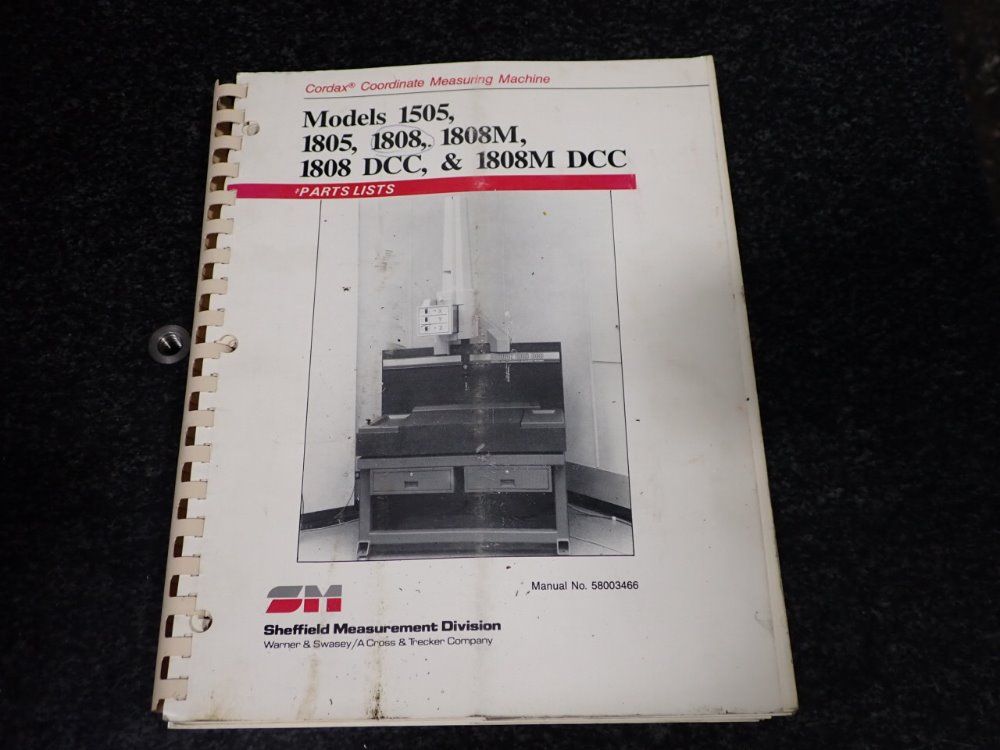 Cordax® Coordinate Measuring Machine
Models 1505,
1805, 1808, 1808M,
1808 DCC, & 1808M DCC
PARTS LISTS
X
Y
Z
Manual No. 58003466
SM
Sheffield Measurement Division
Warner & Swasey/A Cross & Trecker Company